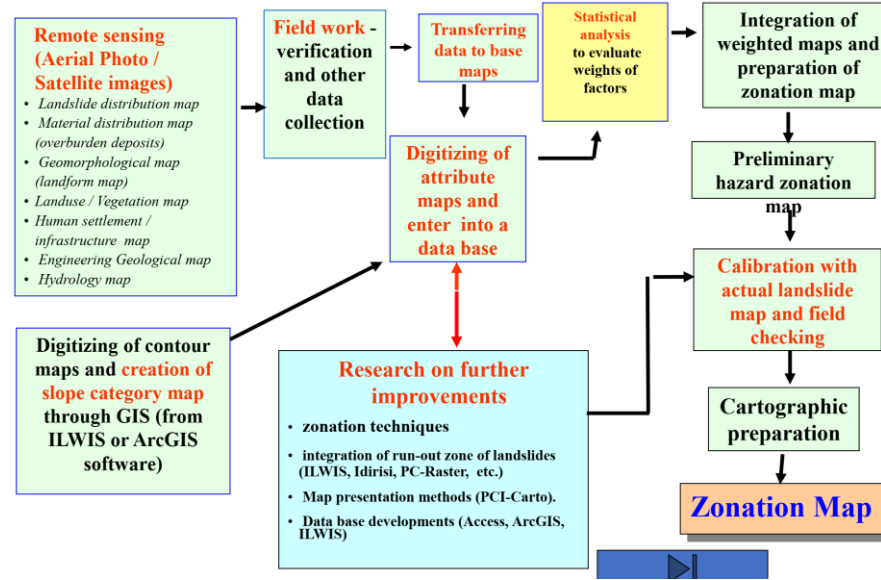 Remote sensing
(Aerial Photo /
Satellite images)
• Landslide distribution map
• Material distribution map
(overburden deposits)
• Geomorphological map
(landform map)
• Landuse / Vegetation map
• Human settlement /
infrastructure map
• Engineering Geological map
• Hydrology map
Field work -
verification
and other
data
collection
Transferring
data to base
maps
Statistical
analysis
to evaluate
weights of
factors
Integration of
weighted maps and
preparation of
zonation map
Digitizing of
attribute
maps and
enter into a
data base
Preliminary
hazard zonation
map
Calibration with
actual landslide
map and field
checking
Digitizing of contour
maps and creation of
slope category map
through GIS (from
ILWIS or ArcGIS
software)
Research on further
improvements
• zonation techniques
• integration of run-out zone of landslides
(ILWIS, Idirisi, PC-Raster, etc.)
• Map presentation methods (PCI-Carto).
• Data base developments (Access, ArcGIS,
ILWIS)
Cartographic
preparation
Zonation Map